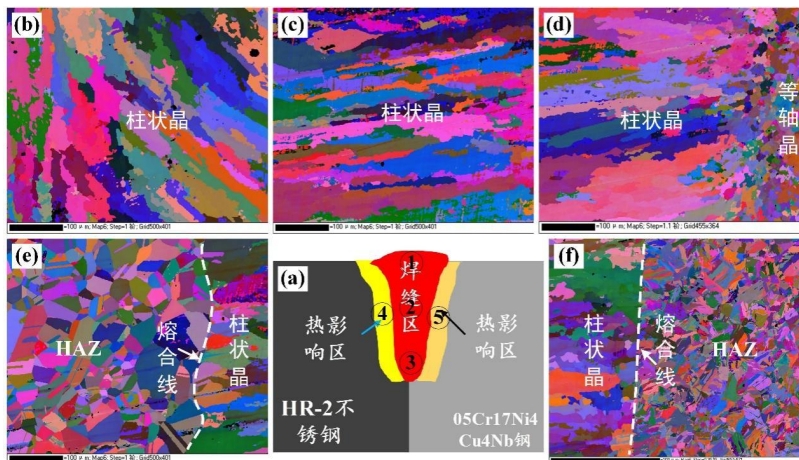 (b)
柱状晶
=100 μm; Map6; Step=1 轮; Grid500x401
(c)
柱状晶
=100 μm; Map6; Step=1 轮; Grid500x401
(d)
柱状晶
等轴晶
=100 μm; Map6; Step=1.1 轮; Grid455x364
(e)
HAZ
熔合线
柱状晶
=100 μm; Map6; Step=1 轮; Grid500x401
(a)
1
焊缝区
2
3
4
5
热影响区
热影响区
HR-2不
锈钢
05Cr17Ni4
Cu4Nb钢
(f)
柱状晶
熔合线
HAZ